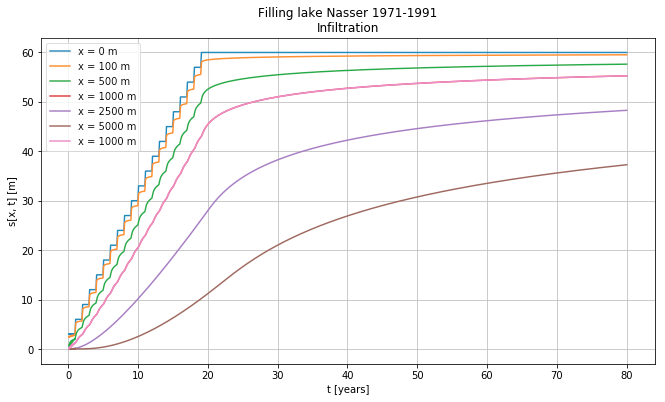 Filling lake Nasser 1971-1991
Infiltration
x = 0 m
x = 100 m
x = 500 m
x = 1000 m
x = 2500 m
x = 5000 m
x = 1000 m
s[x, t] [m]
60
50
40
30
20
10
0
0 10 20 30 40 50 60 70 80
t [years]